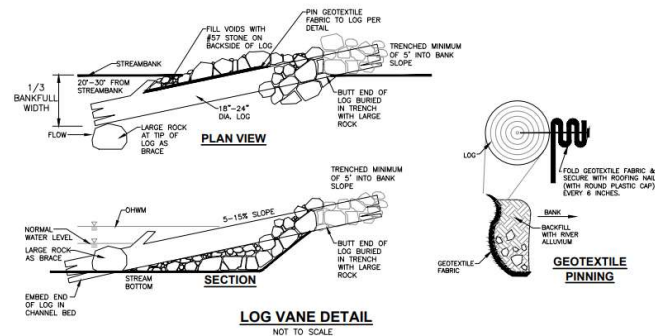 FILL VOIDS WITH
#57 STONE ON
BACKSIDE OF LOG
PIN GEOTEXTILE
FABRIC TO LOG PER
DETAIL
TRENCHED MINIMUM
OF 5' INTO BANK
SLOPE
STREAMBANK
20'-30' FROM
STREAMBANK
1/3
BANKFULL
WIDTH
FLOW
LARGE ROCK
AT TIP OF
LOG AS
BRACE
18"-24"
DIA. LOG
BUTT END OF
LOG BURIED
IN TRENCH
WITH LARGE
ROCK
PLAN VIEW
LOG
FOLD GEOTEXTILE FABRIC &
SECURE WITH ROOFING NAIL
(WITH ROUND PLASTIC CAP)
EVERY 6 INCHES.
BANK
BACKFILL
WITH RIVER
ALLUVIUM
GEOTEXTILE
FABRIC
GEOTEXTILE
PINNING
TRENCHED MINIMUM
OF 5' INTO BANK
SLOPE
OHWM
5-15% SLOPE
NORMAL
WATER LEVEL
LARGE ROCK
AS BRACE
STREAM
BOTTOM
SECTION
BUTT END OF
LOG BURIED IN
TRENCH WITH
LARGE ROCK
EMBED END
OF LOG IN
CHANNEL BED
LOG VANE DETAIL
NOT TO SCALE